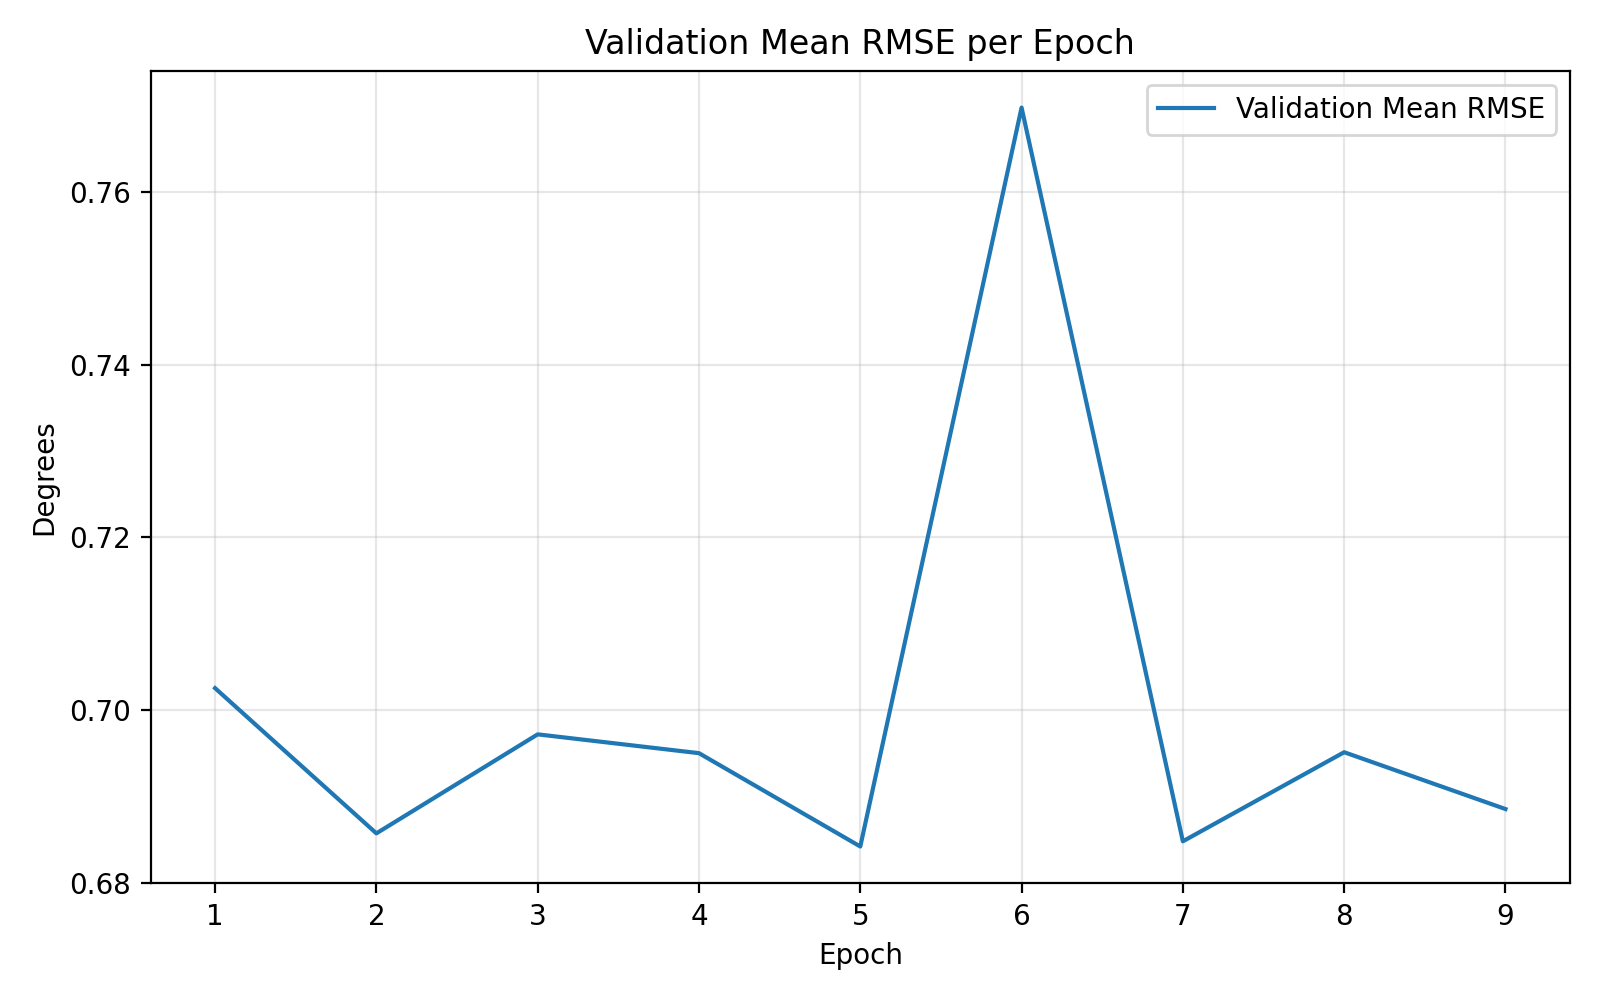 Validation Mean RMSE per Epoch
Validation Mean RMSE
0.76
0.74
0.72
0.70
0.68
Degrees
1 2 3 4 5 6 7 8 9
Epoch